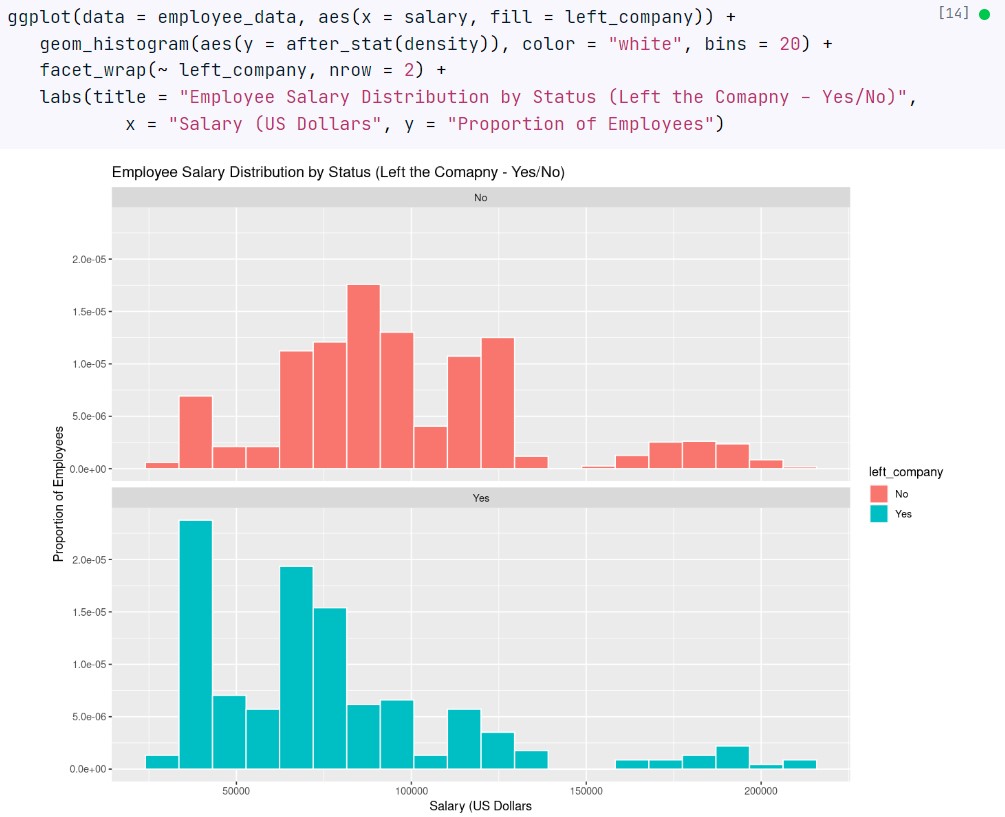 ggplot(data = employee_data, aes(x = salary, fill = left_company)) +
[14]
geom_histogram(aes(y = after_stat(density)), color = "white", bins = 20) +
facet_wrap(~ left_company, nrow = 2) +
labs(title = "Employee Salary Distribution by Status (Left the Comapny – Yes/No)",
x = "Salary (US Dollars", y = "Proportion of Employees")
Employee Salary Distribution by Status (Left the Comapny - Yes/No)
No
2.0e-05
1.5e-05
1.0e-05
5.0e-06
0.0e+00
Proportion of Employees
Yes
2.0e-05
1.5e-05
1.0e-05
5.0e-06
0.0e+00
50000
100000
150000
200000
Salary (US Dollars
left_company
No
Yes